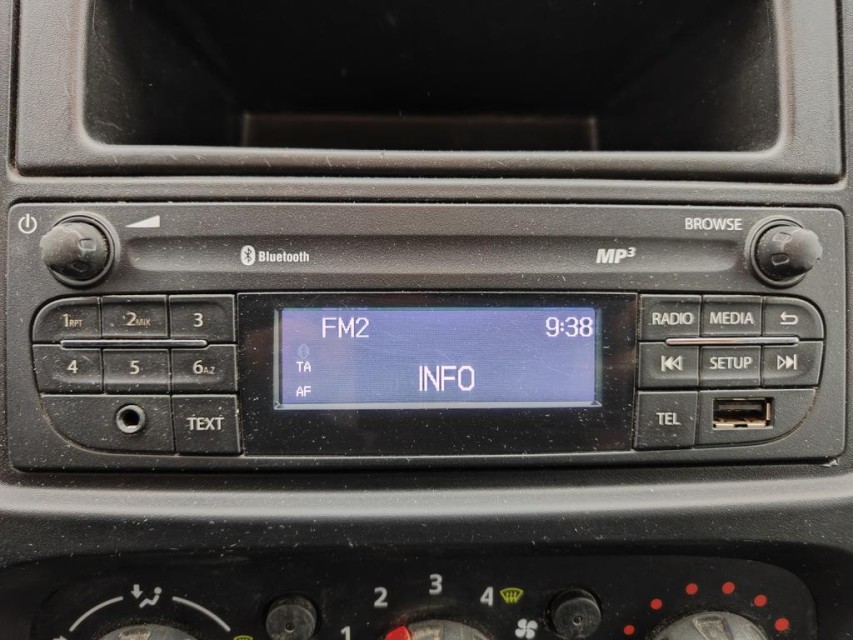 BROWSE
Bluetooth
MP3
1RPT 2MIX 3
4 5 6AZ
TEXT
FM2 9:38
TA
INFO
AF
RADIO MEDIA
SETUP
TEL
1 2 3 4